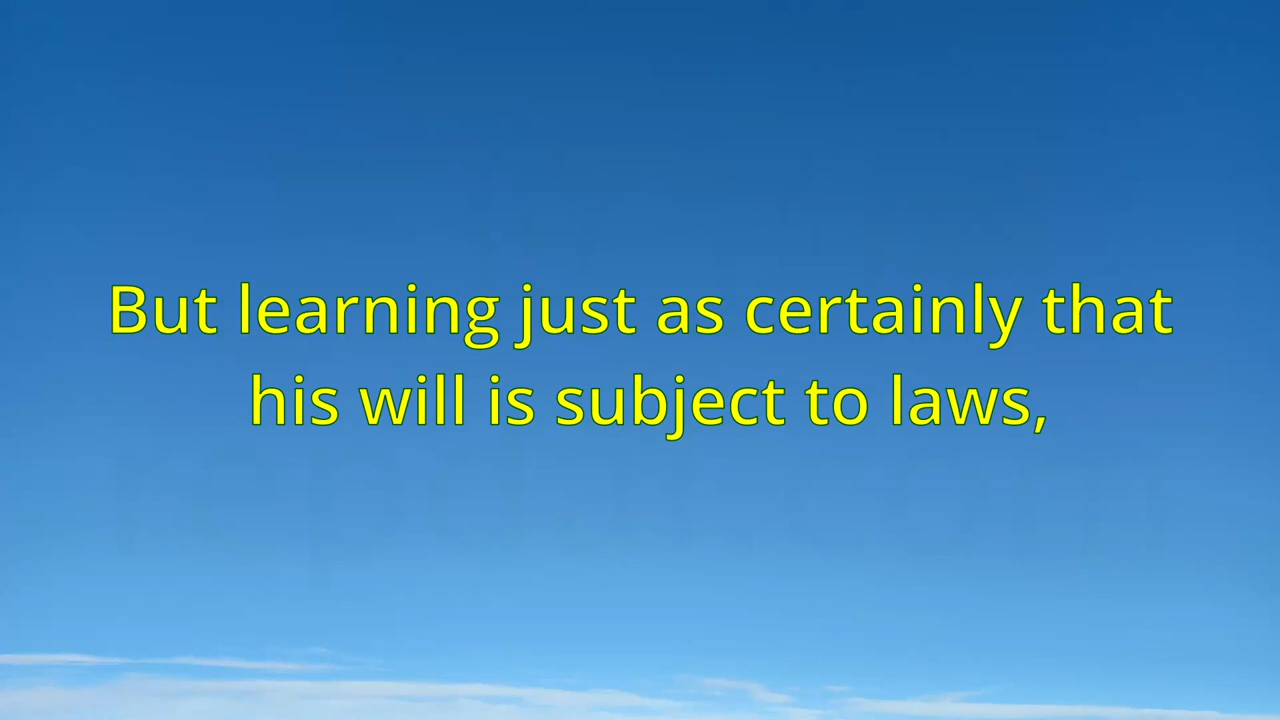 But learning just as certainly that
his will is subject to laws,